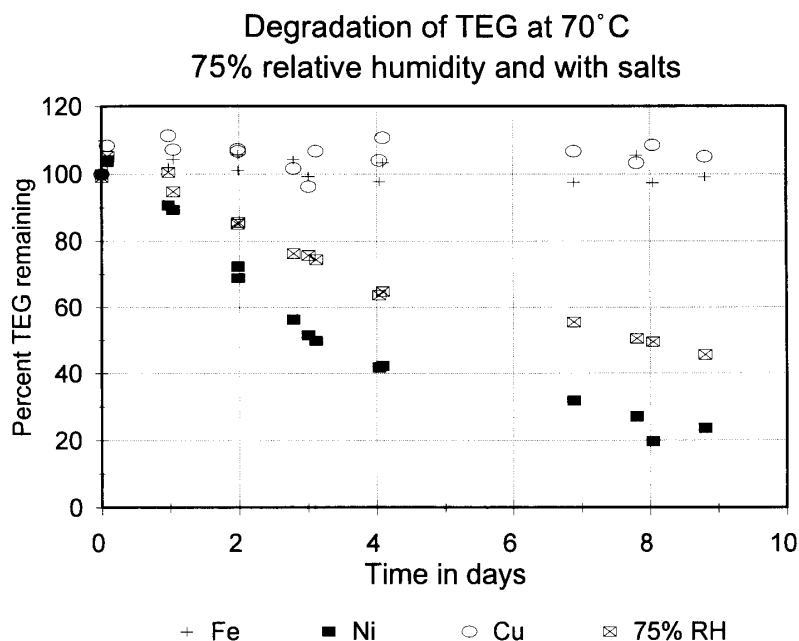 Degradation of TEG at 70°C
75% relative humidity and with salts
Percent TEG remaining
120
100
80
60
40
20
0
0 2 4 6 8 10
Time in days
Fe Ni Cu 75% RH